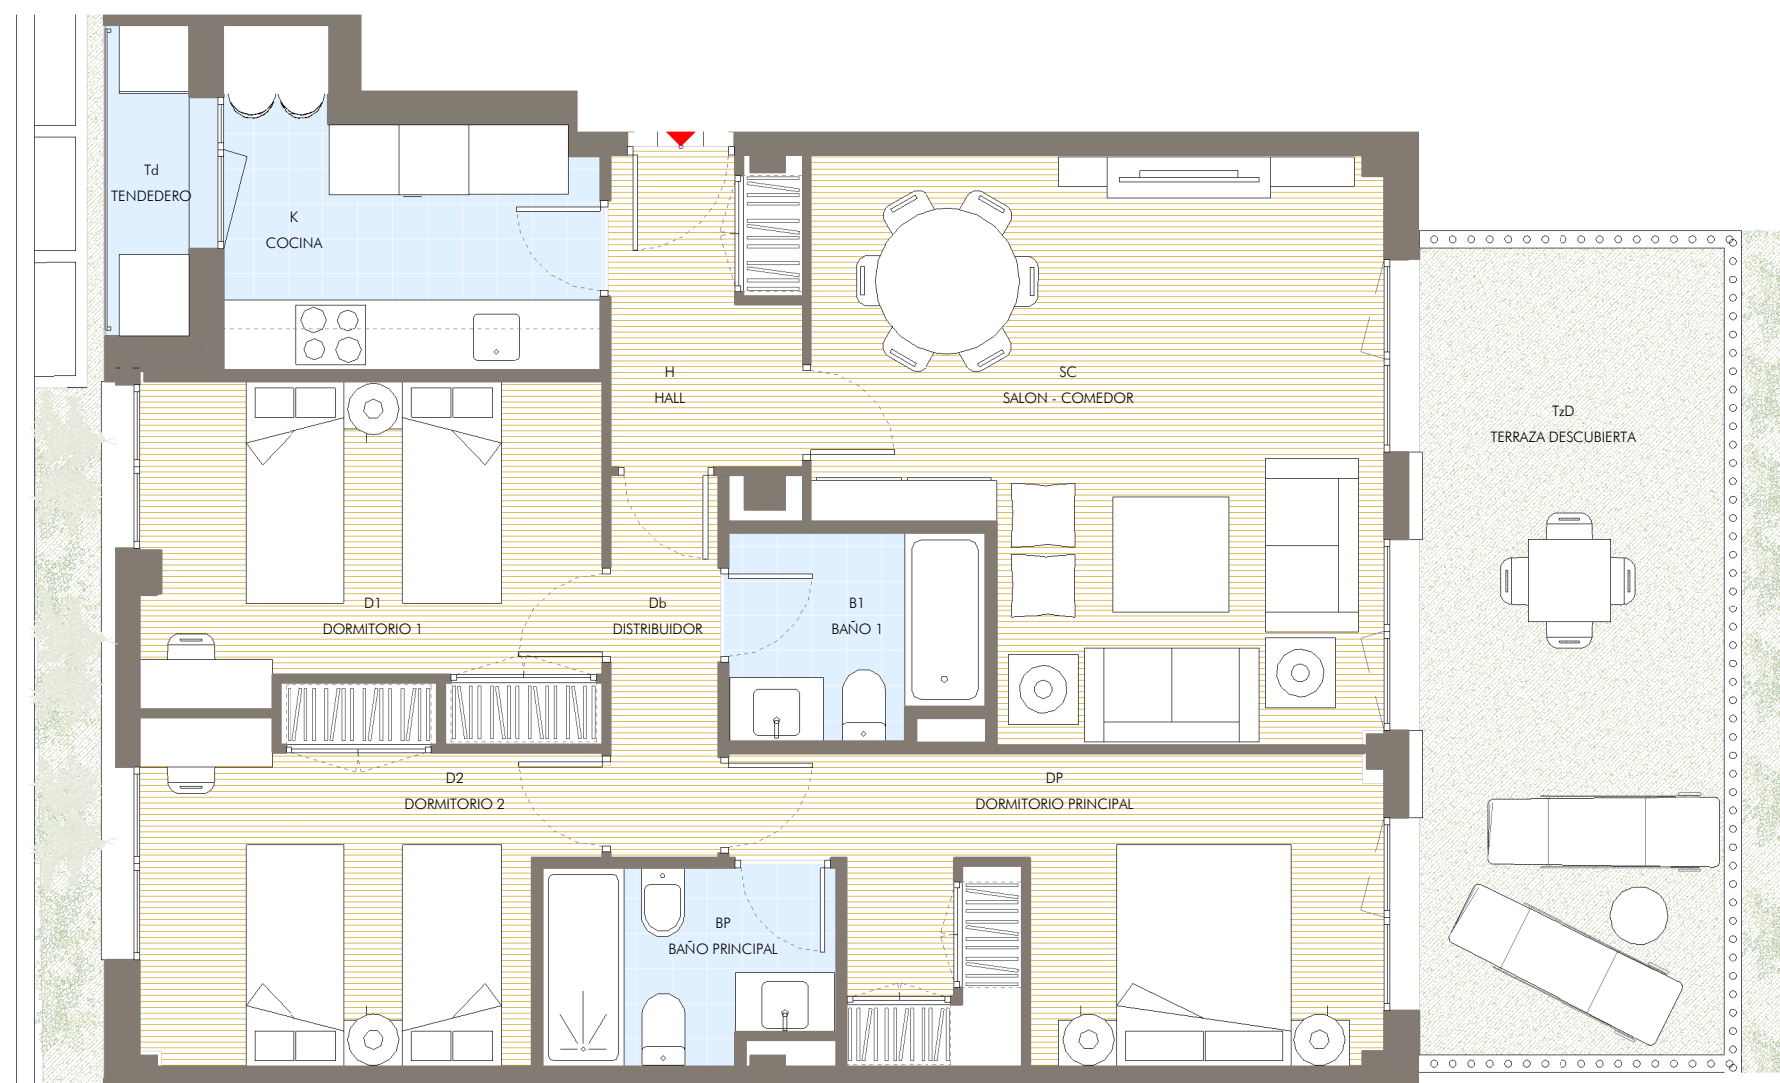 Td
TENDEDERO
K
COCINA
H
HALL
SC
SALON - COMEDOR
TzD
TERRAZA DESCUBIERTA
D1
DORMITORIO 1
Db
DISTRIBUIDOR
B1
BAÑO 1
D2
DORMITORIO 2
DP
DORMITORIO PRINCIPAL
BP
BAÑO PRINCIPAL